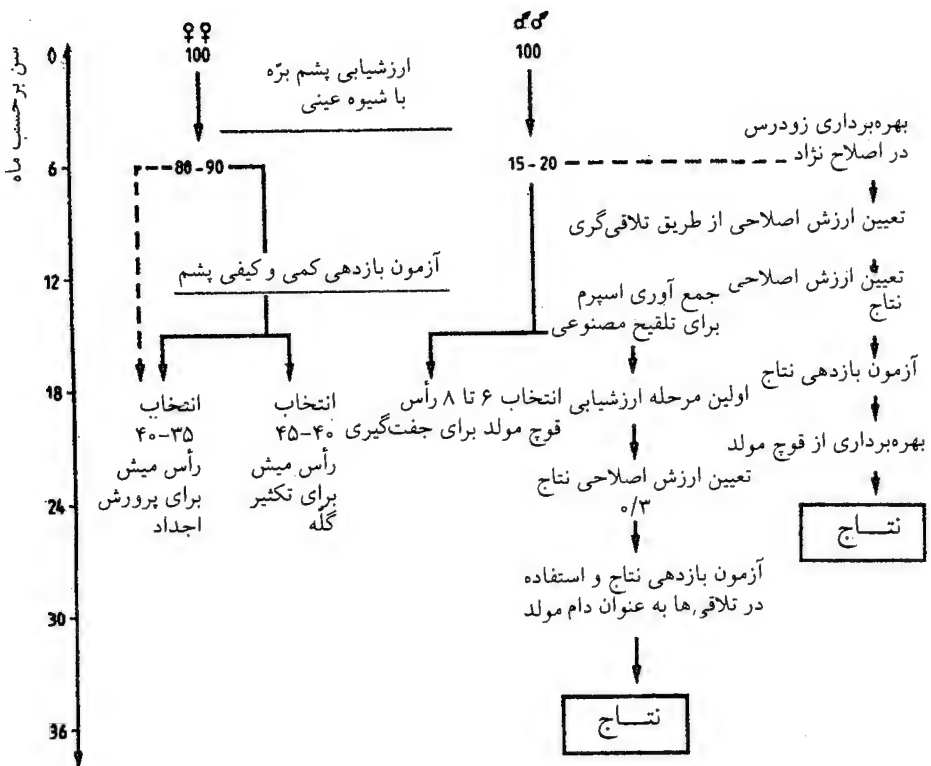 سن برحسب ماه
0
6
12
18
24
30
36
♀♀
100
♂♂
100
ارزشیابی پشم برّه
با شیوه عینی
80-90
15-20
بهره‌برداری زودرس
در اصلاح نژاد
تعیین ارزش اصلاحی از طریق تلاقی‌گری
تعیین ارزش اصلاحی
نتاج
آزمون بازدهی نتاج
بهره‌برداری از قوچ مولد
نتـــاج
آزمون بازدهی کمی و کیفی پشم
جمع آوری اسپرم
برای تلقیح مصنوعی
اولین مرحله ارزشیابی
تعیین ارزش اصلاحی نتاج
۰/۳
آزمون بازدهی نتاج و استفاده
در تلاقی‌ها به عنوان دام مولد
نتـــاج
انتخاب ۶ تا ۸ رأس
قوچ مولد برای جفت‌گیری
انتخاب
۴۰-۴۵
رأس میش
برای تکثیر
گلّه
انتخاب
۳۵-۴۰
رأس میش
برای پرورش
اجداد